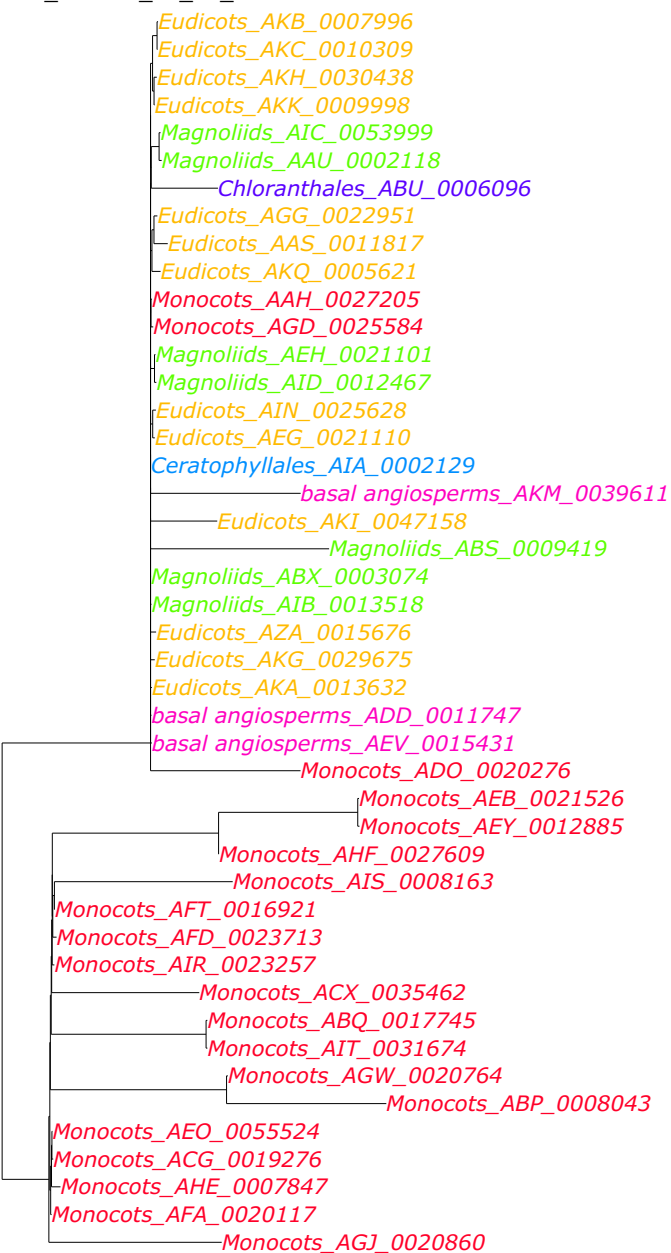 Eudicots_AKB_0007996
Eudicots_AKC_0010309
Eudicots_AKH_0030438
Eudicots_AKK_0009998
Magnoliids_AIC_0053999
Magnoliids_AAU_0002118
Chloranthales_ABU_0006096
Eudicots_AGG_0022951
Eudicots_AAS_0011817
Eudicots_AKQ_0005621
Monocots_AAH_0027205
Monocots_AGD_0025584
Magnoliids_AEH_0021101
Magnoliids_AID_0012467
Eudicots_AIN_0025628
Eudicots_AEG_0021110
Ceratophyllales_AIA_0002129
basal angiosperms_AKM_0039611
Eudicots_AKI_0047158
Magnoliids_ABS_0009419
Magnoliids_ABX_0003074
Magnoliids_AIB_0013518
Eudicots_AZA_0015676
Eudicots_AKG_0029675
Eudicots_AKA_0013632
basal angiosperms_ADD_0011747
basal angiosperms_AEV_0015431
Monocots_ADO_0020276
Monocots_AEB_0021526
Monocots_AEY_0012885
Monocots_AHF_0027609
Monocots_AIS_0008163
Monocots_AFT_0016921
Monocots_AFD_0023713
Monocots_AIR_0023257
Monocots_ACX_0035462
Monocots_ABQ_0017745
Monocots_AIT_0031674
Monocots_AGW_0020764
Monocots_ABP_0008043
Monocots_AEO_0055524
Monocots_ACG_0019276
Monocots_AHE_0007847
Monocots_AFA_0020117
Monocots_AGJ_0020860